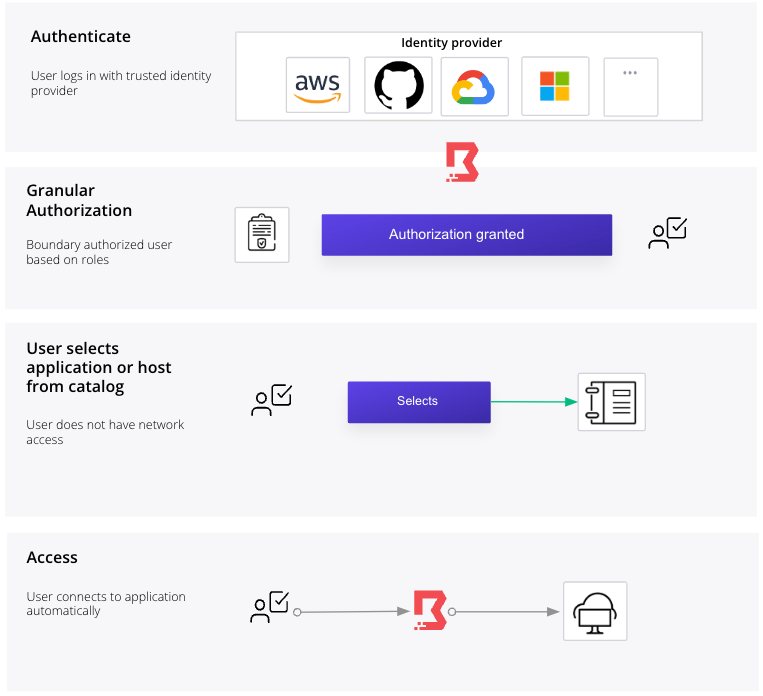 Authenticate
User logs in with trusted identity
provider
Identity provider
aws
...
Granular
Authorization
Boundary authorized user
based on roles
Authorization granted
User selects
application or host
from catalog
User does not have network
access
Selects
Access
User connects to application
automatically